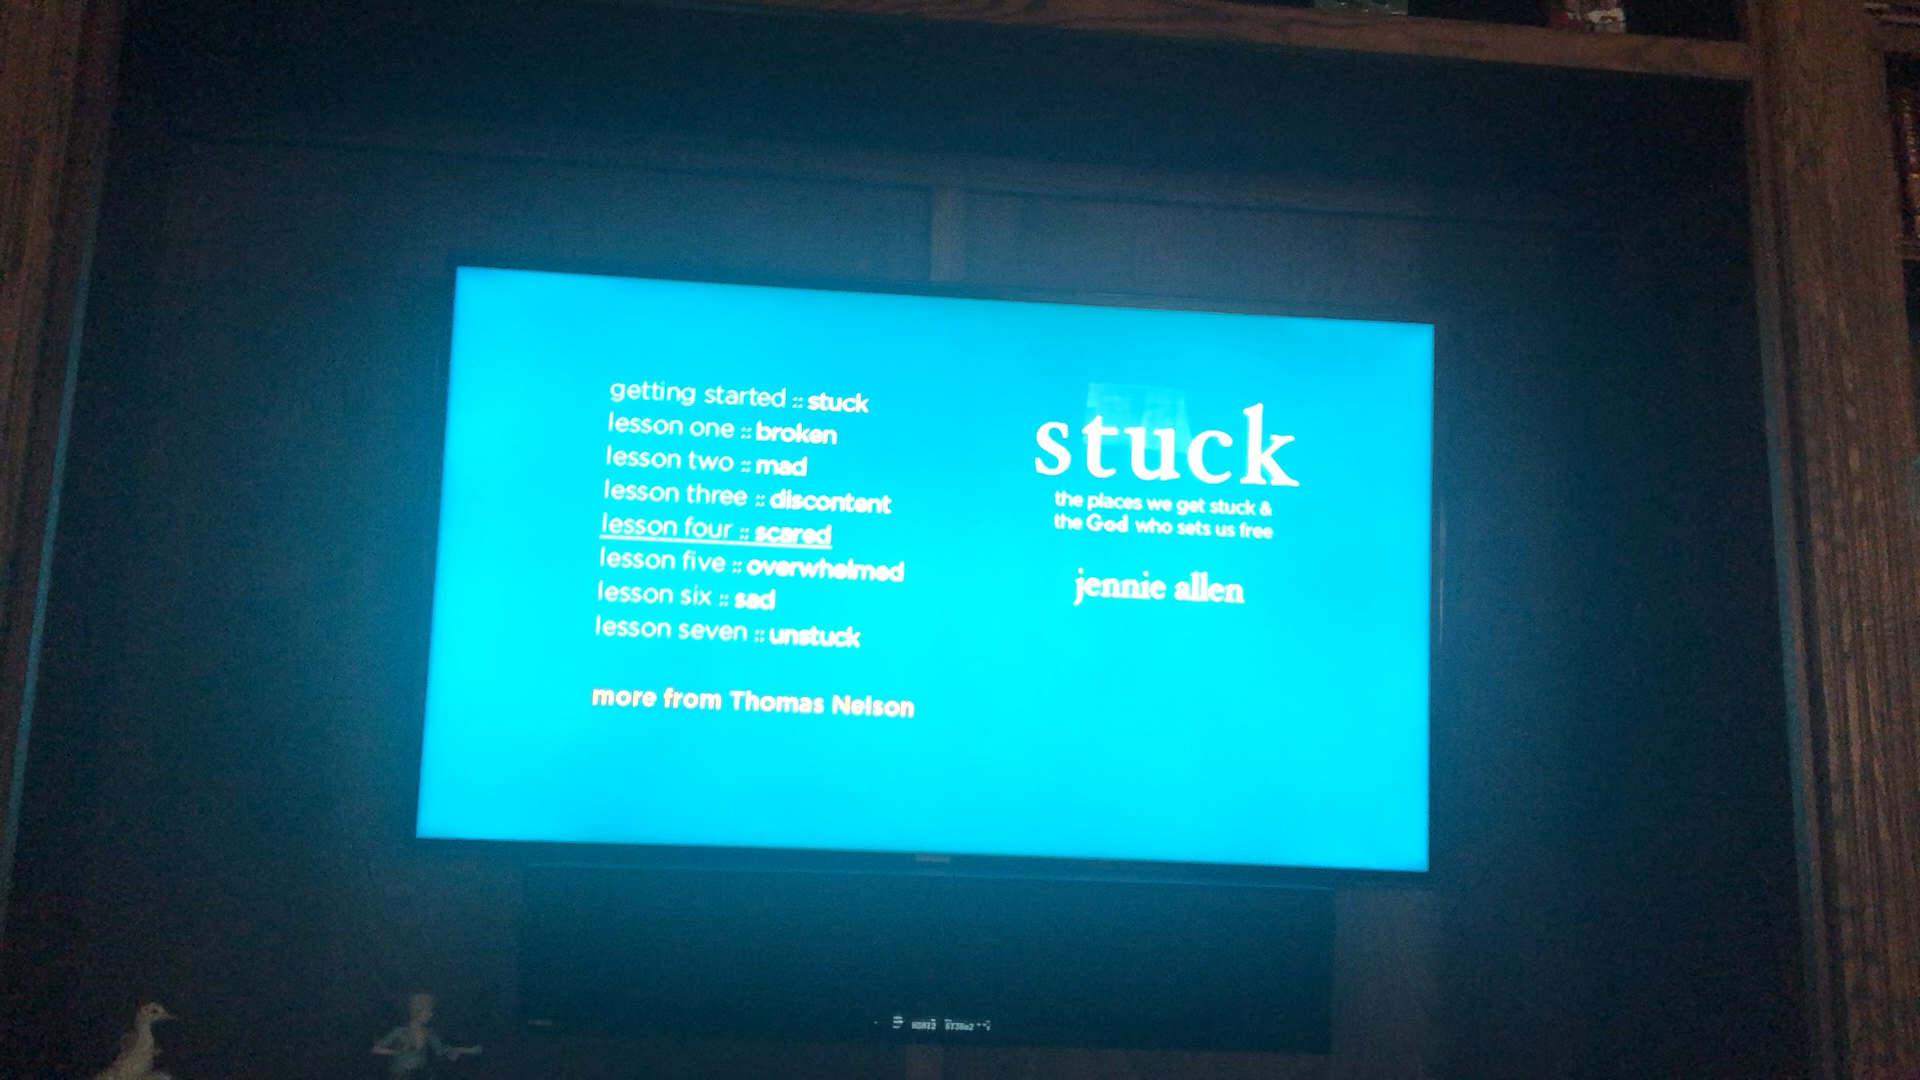 getting started :: stuck
lesson one :: broken
lesson two :: mad
lesson three :: discontent
lesson four :: scared
lesson five :: overwhelmed
lesson six :: sad
lesson seven :: unstuck
more from Thomas Nelson
stuck
the places we get stuck &
the God who sets us free
jennie allen